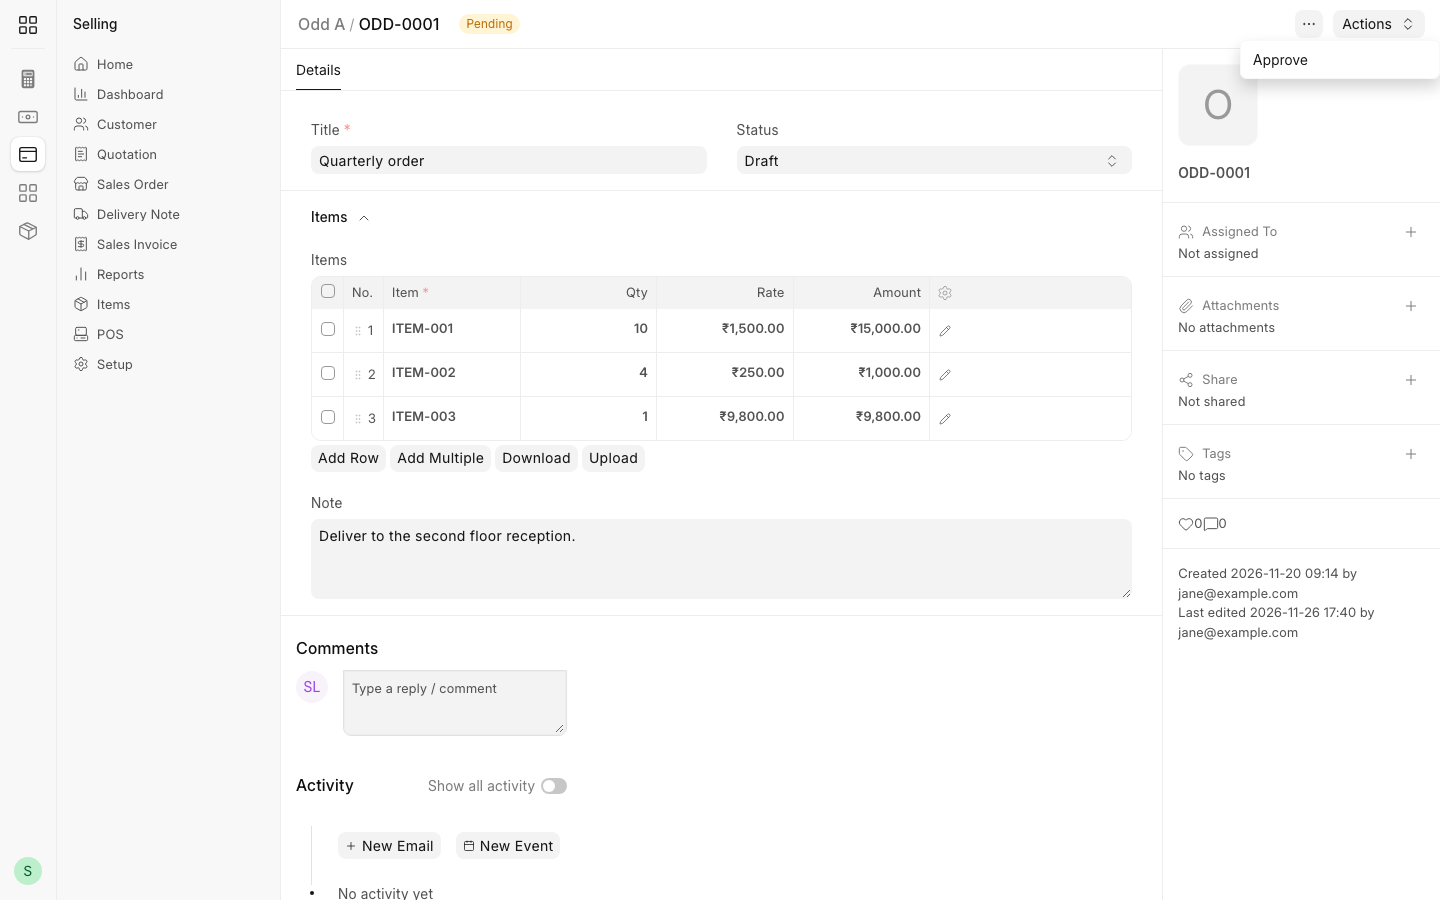 Selling
Home
Dashboard
Customer
Quotation
Sales Order
Delivery Note
Sales Invoice
Reports
Items
POS
Setup
S
Odd A / ODD-0001 Pending
··· Actions
Approve
Details
Title *
Quarterly order
Status
Draft
Items
Items
No. Item * Qty Rate Amount
1 ITEM-001 10 ₹1,500.00 ₹15,000.00
2 ITEM-002 4 ₹250.00 ₹1,000.00
3 ITEM-003 1 ₹9,800.00 ₹9,800.00
Add Row Add Multiple Download Upload
Note
Deliver to the second floor reception.
Comments
SL
Type a reply / comment
Activity Show all activity
New Email New Event
No activity yet
O
ODD-0001
Assigned To
Not assigned
Attachments
No attachments
Share
Not shared
Tags
No tags
0 0
Created 2026-11-20 09:14 by
jane@example.com
Last edited 2026-11-26 17:40 by
jane@example.com